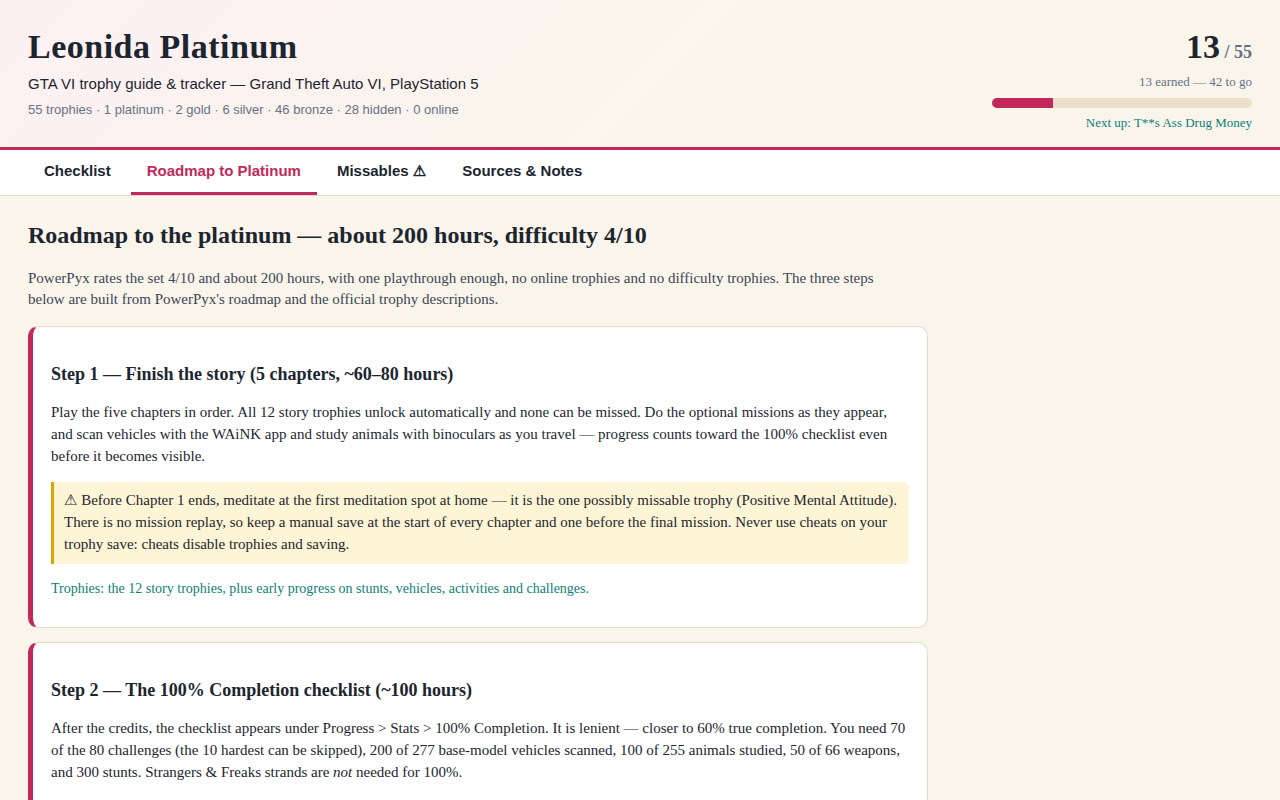 Leonida Platinum
GTA VI trophy guide & tracker — Grand Theft Auto VI, PlayStation 5
55 trophies · 1 platinum · 2 gold · 6 silver · 46 bronze · 28 hidden · 0 online
13 / 55
13 earned — 42 to go
Next up: T**s Ass Drug Money
Checklist
Roadmap to Platinum
Missables ⚠
Sources & Notes
Roadmap to the platinum — about 200 hours, difficulty 4/10
PowerPyx rates the set 4/10 and about 200 hours, with one playthrough enough, no online trophies and no difficulty trophies. The three steps
below are built from PowerPyx's roadmap and the official trophy descriptions.
Step 1 — Finish the story (5 chapters, ~60–80 hours)
Play the five chapters in order. All 12 story trophies unlock automatically and none can be missed. Do the optional missions as they appear,
and scan vehicles with the WAiNK app and study animals with binoculars as you travel — progress counts toward the 100% checklist even
before it becomes visible.
⚠ Before Chapter 1 ends, meditate at the first meditation spot at home — it is the one possibly missable trophy (Positive Mental Attitude).
There is no mission replay, so keep a manual save at the start of every chapter and one before the final mission. Never use cheats on your
trophy save: cheats disable trophies and saving.
Trophies: the 12 story trophies, plus early progress on stunts, vehicles, activities and challenges.
Step 2 — The 100% Completion checklist (~100 hours)
After the credits, the checklist appears under Progress > Stats > 100% Completion. It is lenient — closer to 60% true completion. You need 70
of the 80 challenges (the 10 hardest can be skipped), 200 of 277 base-model vehicles scanned, 100 of 255 animals studied, 50 of 66 weapons,
and 300 stunts. Strangers & Freaks strands are not needed for 100%.